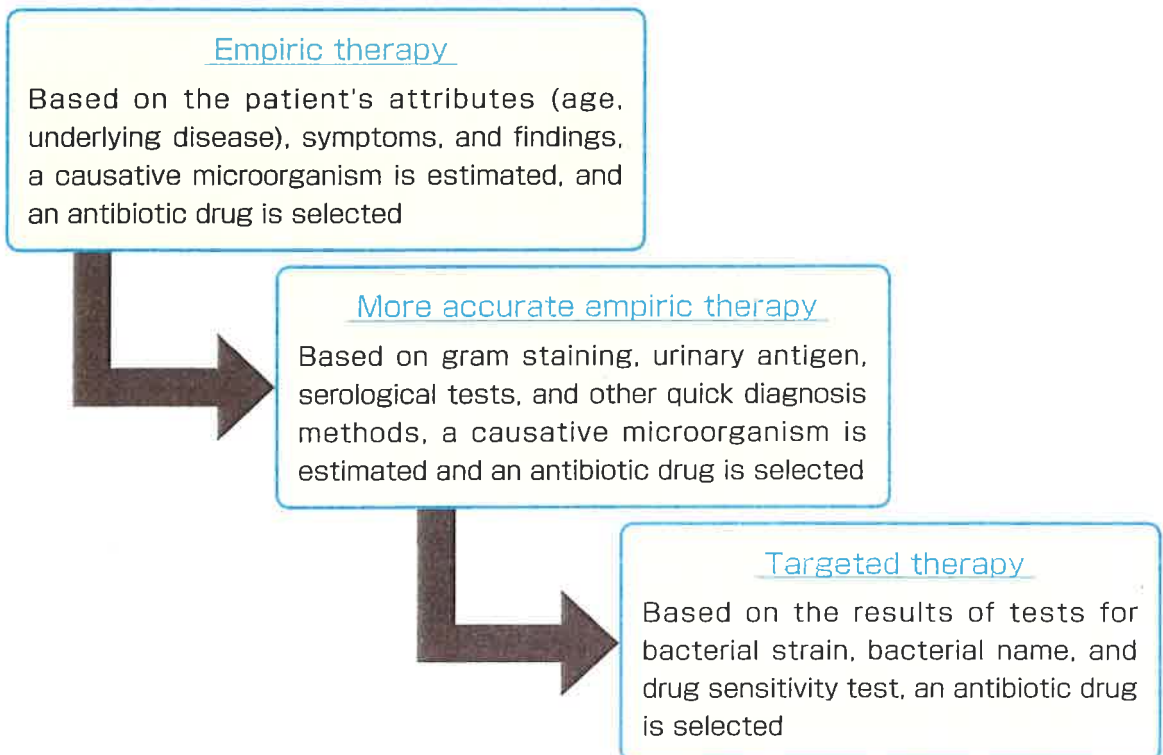 Empiric therapy
Based on the patient's attributes (age,
underlying disease), symptoms, and findings,
a causative microorganism is estimated, and
an antibiotic drug is selected
More accurate empiric therapy
Based on gram staining, urinary antigen,
serological tests, and other quick diagnosis
methods, a causative microorganism is
estimated and an antibiotic drug is selected
Targeted therapy
Based on the results of tests for
bacterial strain, bacterial name, and
drug sensitivity test, an antibiotic drug
is selected